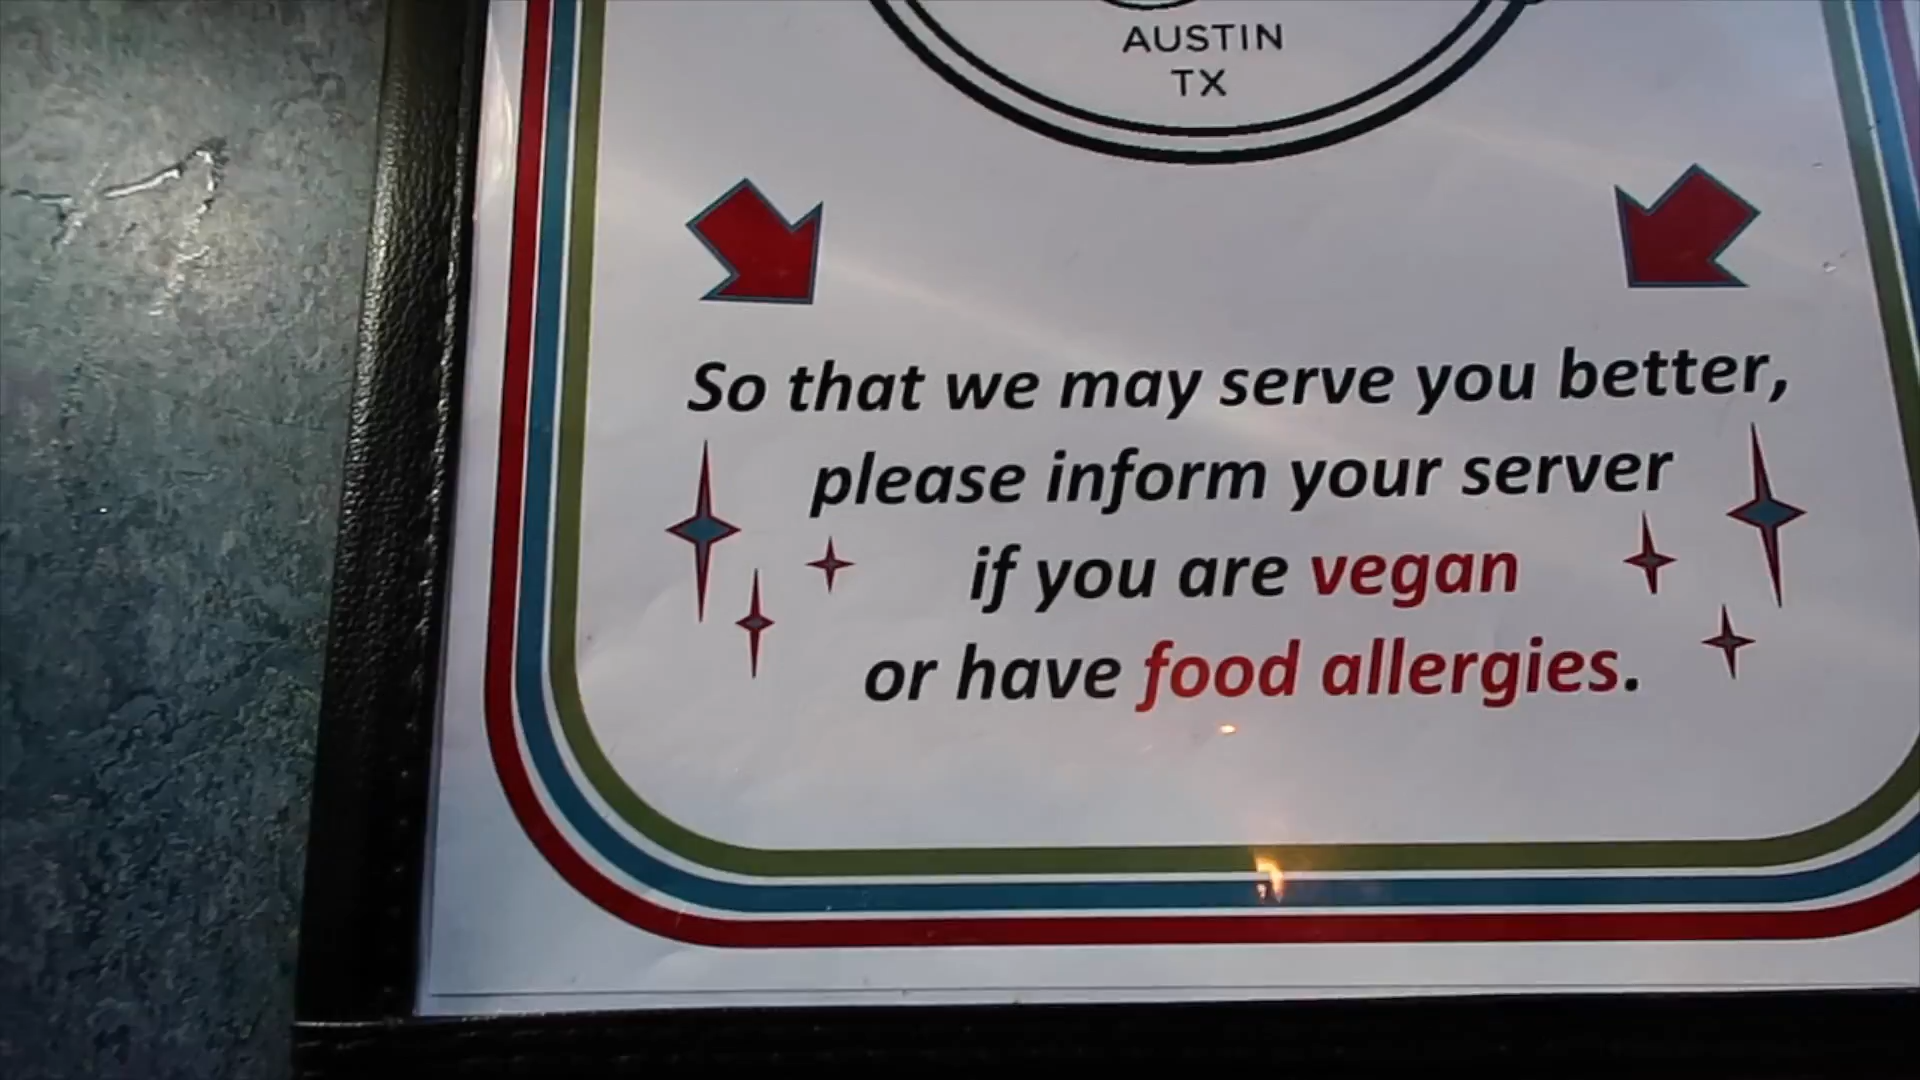 AUSTIN
TX
So that we may serve you better,
please inform your server
if you are vegan
or have food allergies.